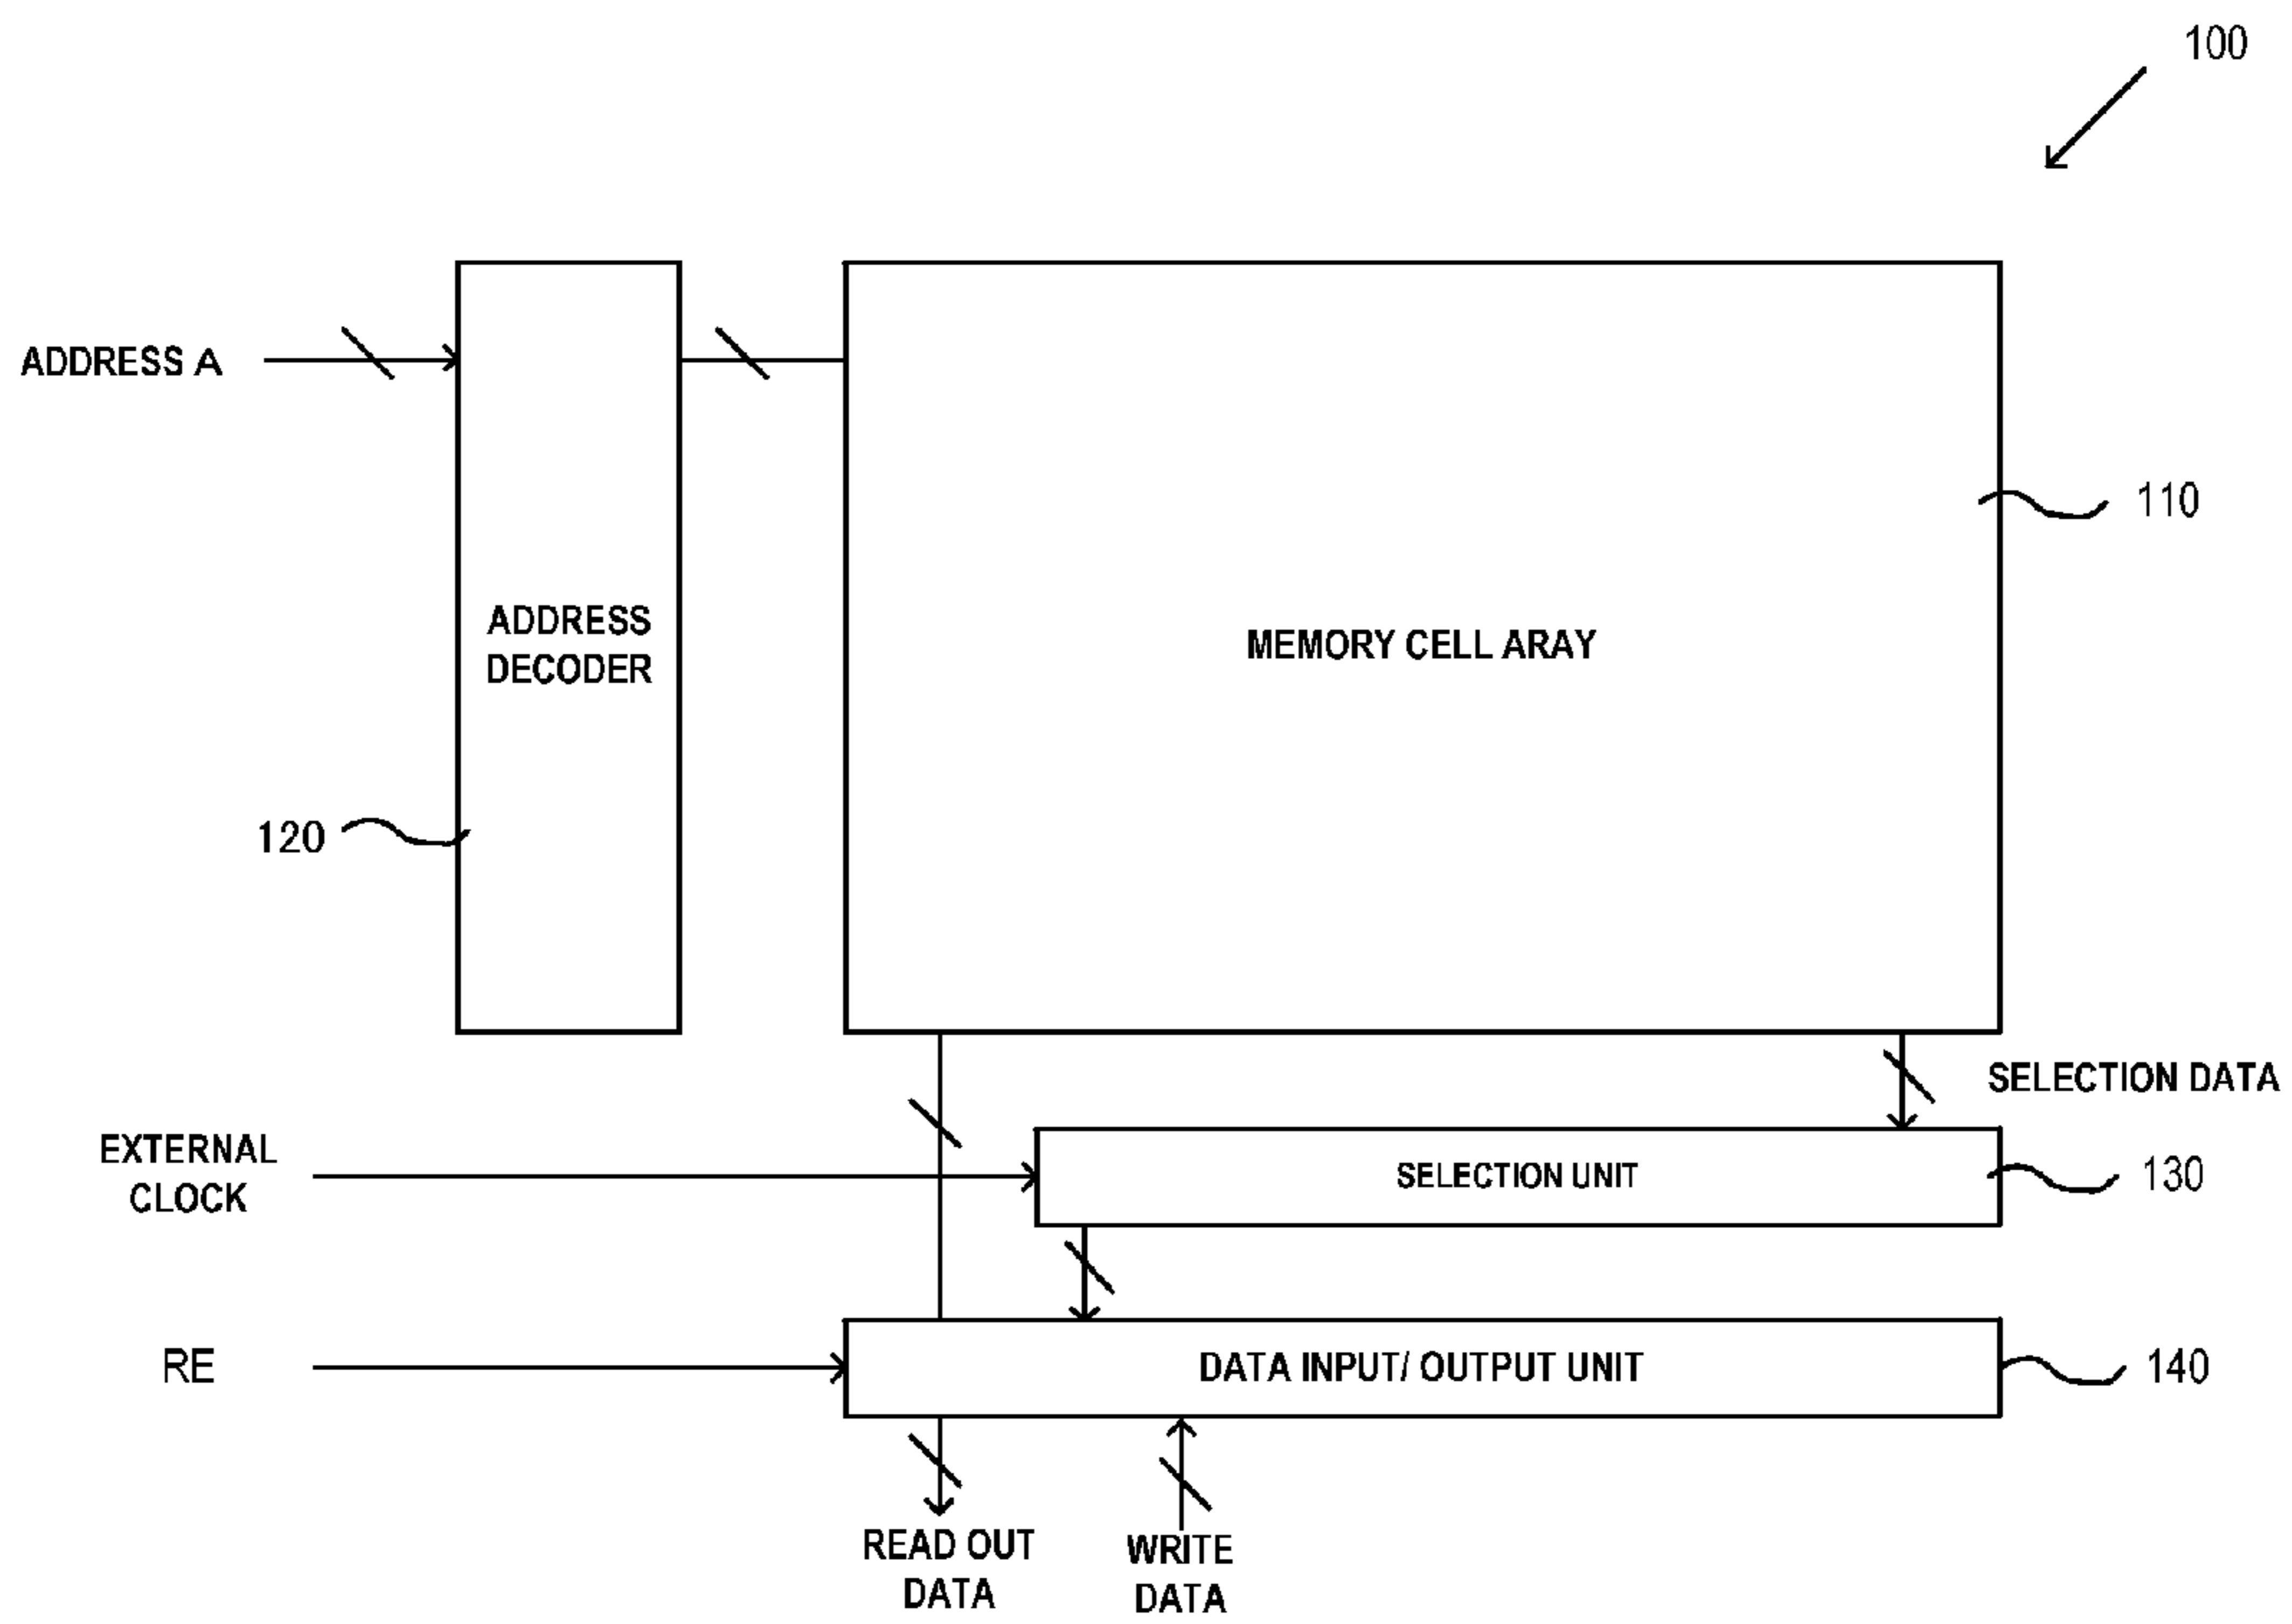 100
ADDRESS A
110
ADDRESS
DECODER
MEMORY CELL ARAY
120
SELECTION DATA
EXTERNAL
CLOCK
SELECTION UNIT
130
RE
DATA INPUT/ OUTPUT UNIT
140
READ OUT
DATA
WRITE
DATA